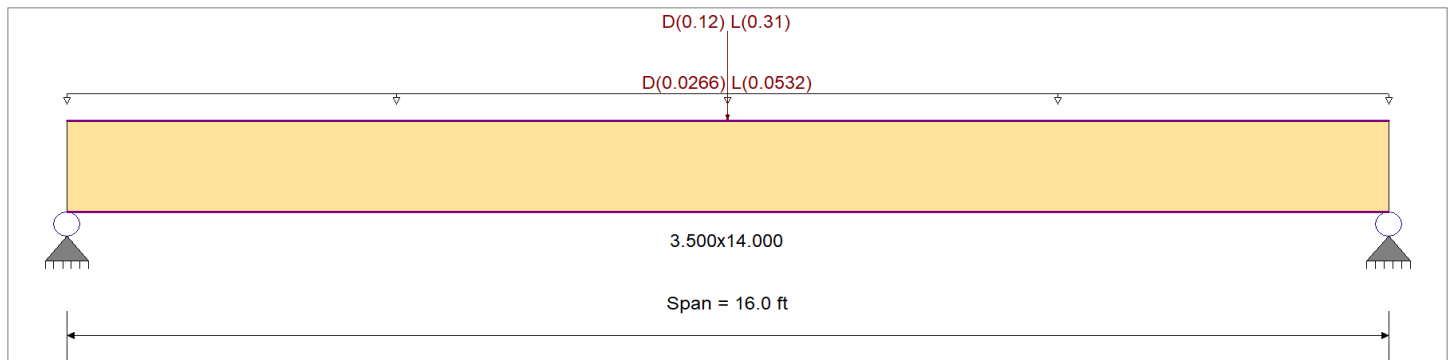 D(0.12) L(0.31)
D(0.0266) L(0.0532)
3.500x14.000
Span = 16.0 ft